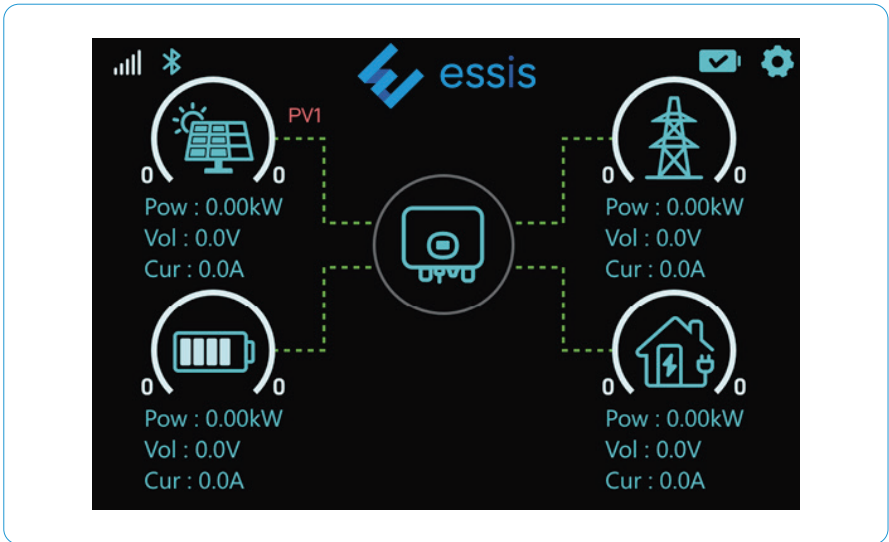 essis
PV1
0 0
Pow : 0.00kW
Vol : 0.0V
Cur : 0.0A
0 0
Pow : 0.00kW
Vol : 0.0V
Cur : 0.0A
0 0
Pow : 0.00kW
Vol : 0.0V
Cur : 0.0A
0 0
Pow : 0.00kW
Vol : 0.0V
Cur : 0.0A